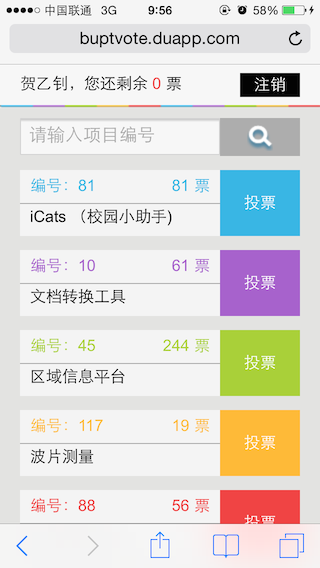 中国联通 3G 9:56 58%
buptvote.duapp.com
贺乙钊，您还剩余 0 票 注销
请输入项目编号
编号：81 81 票
iCats （校园小助手) 投票
编号：10 61 票
文档转换工具 投票
编号：45 244 票
区域信息平台 投票
编号：117 19 票
波片测量 投票
编号：88 56 票
投票